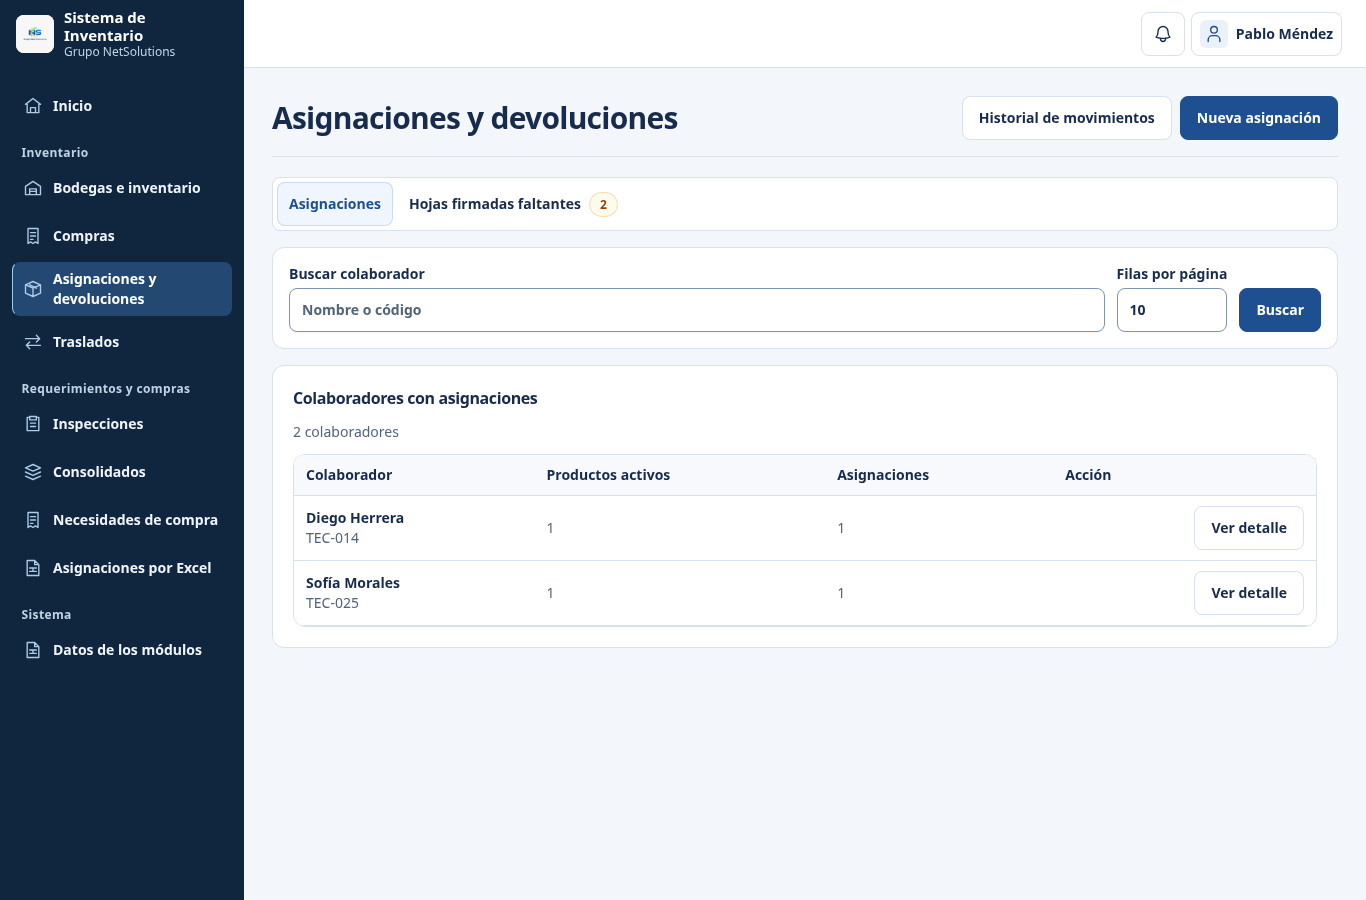 Sistema de
Inventario
Grupo NetSolutions
Inicio
Inventario
Bodegas e inventario
Compras
Asignaciones y
devoluciones
Traslados
Requerimientos y compras
Inspecciones
Consolidados
Necesidades de compra
Asignaciones por Excel
Sistema
Datos de los módulos
Pablo Méndez
Asignaciones y devoluciones
Historial de movimientos
Nueva asignación
Asignaciones
Hojas firmadas faltantes 2
Buscar colaborador
Filas por página
Nombre o código
10
Buscar
Colaboradores con asignaciones
2 colaboradores
Colaborador Productos activos Asignaciones Acción
Diego Herrera
TEC-014
1 1 Ver detalle
Sofía Morales
TEC-025
1 1 Ver detalle